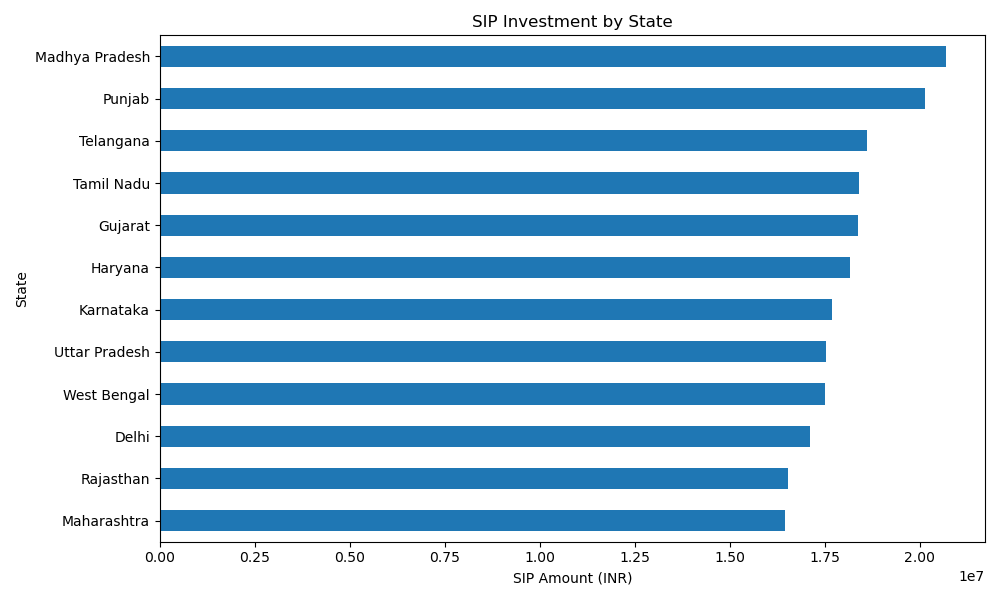 SIP Investment by State
Madhya Pradesh
Punjab
Telangana
Tamil Nadu
Gujarat
Haryana
Karnataka
Uttar Pradesh
West Bengal
Delhi
Rajasthan
Maharashtra
State
0.00 0.25 0.50 0.75 1.00 1.25 1.50 1.75 2.00
1e7
SIP Amount (INR)